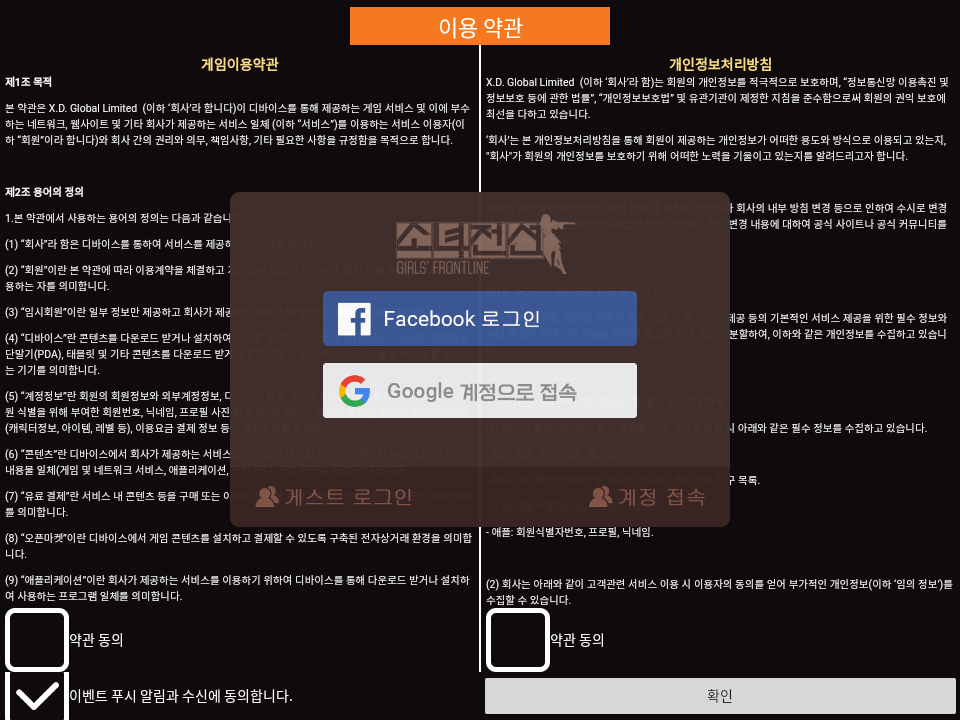 이용 약관
게임이용약관
제1조 목적
본 약관은 X.D. Global Limited (이하 ‘회사’라 합니다)이 디바이스를 통해 제공하는 게임 서비스 및 이에 부수
하는 네트워크, 웹사이트 및 기타 회사가 제공하는 서비스 일체 (이하 “서비스”)를 이용하는 서비스 이용자(이
하 “회원”이라 합니다)와 회사 간의 권리와 의무, 책임사항, 기타 필요한 사항을 규정함을 목적으로 합니다.
제2조 용어의 정의
1.본 약관에서 사용하는 용어의 정의는 다음과 같습니
(1) “회사”라 함은 디바이스를 통하여 서비스를 제공하
(2) “회원”이란 본 약관에 따라 이용계약을 체결하고
용하는 자를 의미합니다.
(3) “임시회원”이란 일부 정보만 제공하고 회사가 제공
(4) “디바이스”란 콘텐츠를 다운로드 받거나 설치하여
단말기(PDA), 태블릿 및 기타 콘텐츠를 다운로드 받거
는 기기를 의미합니다.
(5) “계정정보”란 회원의 회원정보와 외부계정정보,
원 식별을 위해 부여한 회원번호, 닉네임, 프로필 사진
(캐릭터정보, 아이템, 레벨 등), 이용요금 결제 정보 등
(6) “콘텐츠”란 디바이스에서 회사가 제공하는 서비스
내용물 일체(게임 및 네트워크 서비스, 애플리케이션,
(7) “유료 결제”란 서비스 내 콘텐츠 등을 구매 또는 이
를 의미합니다.
(8) “오픈마켓”이란 디바이스에서 게임 콘텐츠를 설치하고 결제할 수 있도록 구축된 전자상거래 환경을 의미합
니다.
(9) “애플리케이션”이란 회사가 제공하는 서비스를 이용하기 위하여 디바이스를 통해 다운로드 받거나 설치하
여 사용하는 프로그램 일체를 의미합니다.
약관 동의
이벤트 푸시 알림과 수신에 동의합니다.
개인정보처리방침
X.D. Global Limited (이하 ‘회사’라 함)는 회원의 개인정보를 적극적으로 보호하며, “정보통신망 이용촉진 및
정보보호 등에 관한 법률”, “개인정보보호법” 및 유관기관이 제정한 지침을 준수함으로써 회원의 권익 보호에
최선을 다하고 있습니다.
‘회사’는 본 개인정보처리방침을 통해 회원이 제공하는 개인정보가 어떠한 용도와 방식으로 이용되고 있는지,
"회사"가 회원의 개인정보를 보호하기 위해 어떠한 노력을 기울이고 있는지를 알려드리고자 합니다.
회사의 내부 방침 변경 등으로 인하여 수시로 변경
변경 내용에 대하여 공식 사이트나 공식 커뮤니티를
제공 등의 기본적인 서비스 제공을 위한 필수 정보와
분할하여, 이하와 같은 개인정보를 수집하고 있습니
시 아래와 같은 필수 정보를 수집하고 있습니다.
구 목록.
- 애플: 회원식별자번호, 프로필, 닉네임.
(2) 회사는 아래와 같이 고객관련 서비스 이용 시 이용자의 동의를 얻어 부가적인 개인정보(이하 ‘임의 정보’)를
수집할 수 있습니다.
약관 동의
확인
소녀전선
GIRLS' FRONTLINE
Facebook 로그인
Google 계정으로 접속
게스트 로그인
계정 접속